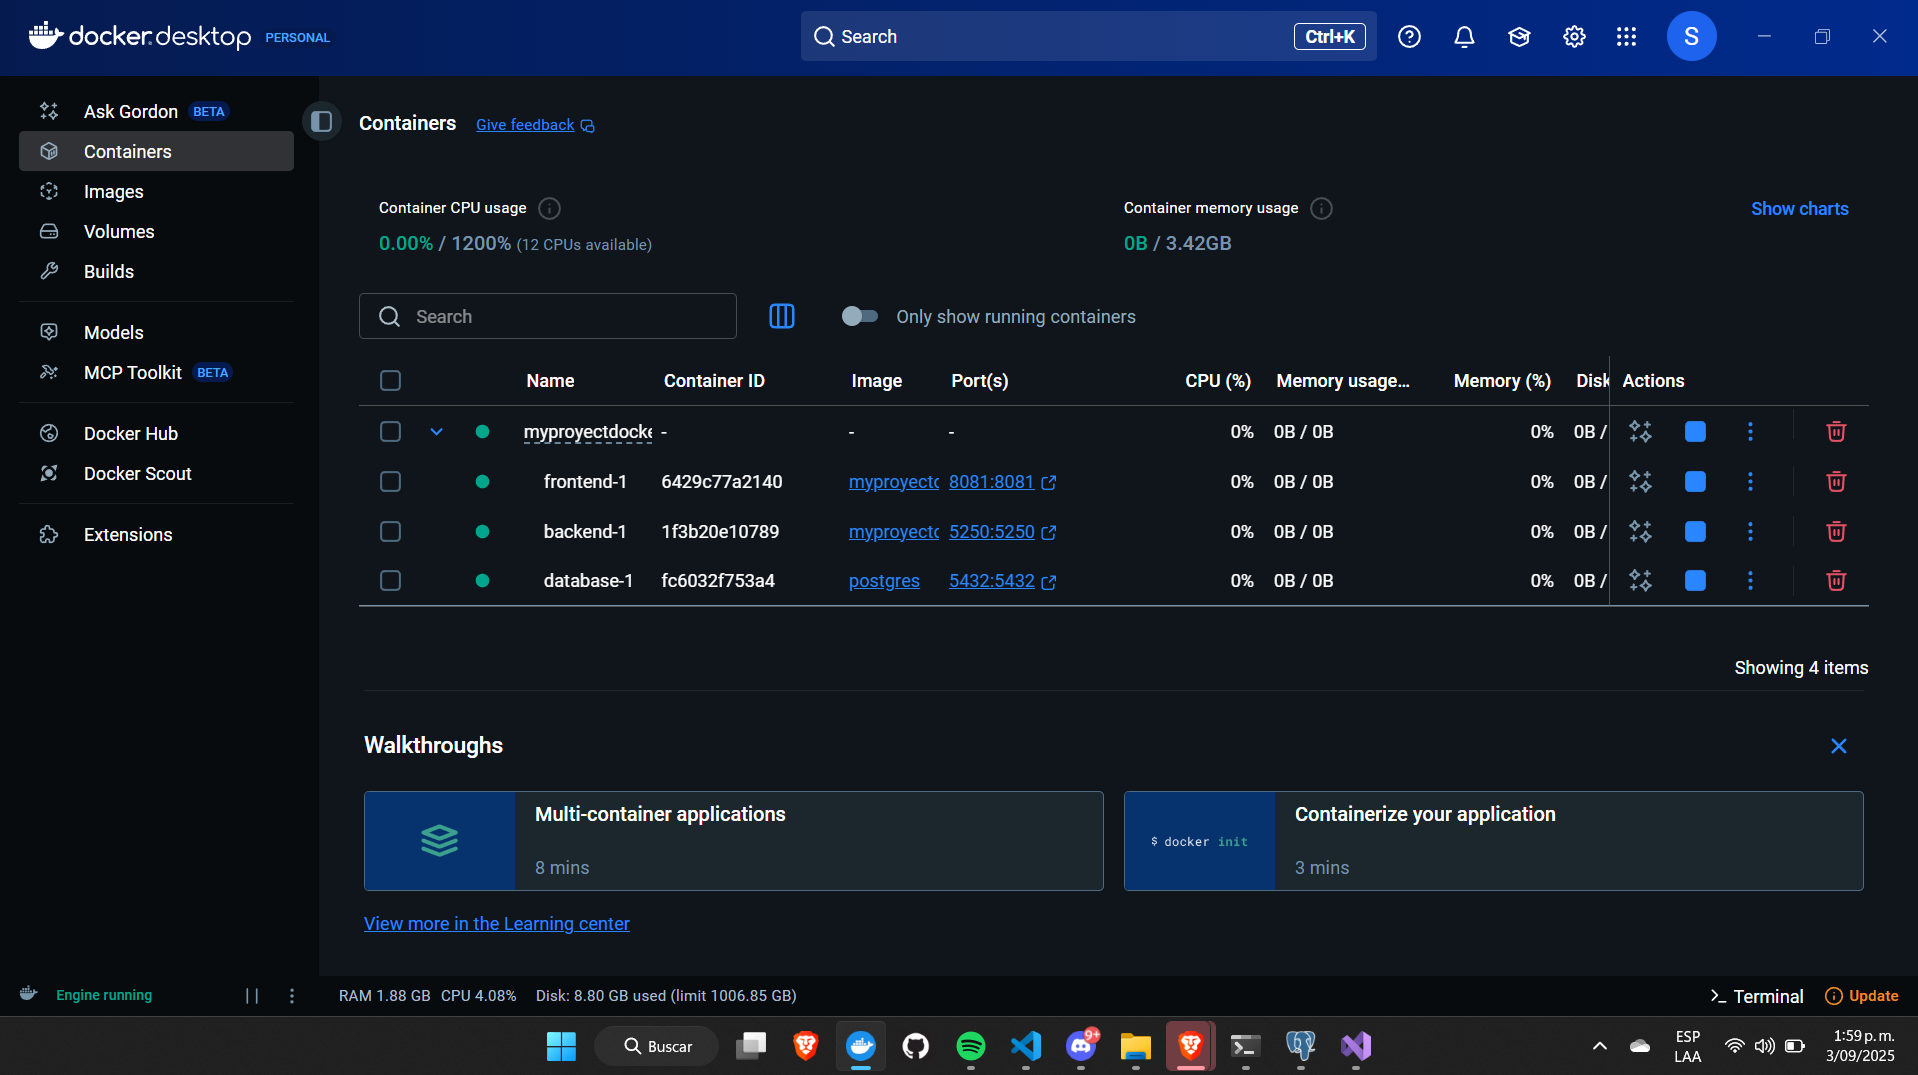 docker.desktop PERSONAL
Search Ctrl+K
S
Ask Gordon BETA
Containers
Images
Volumes
Builds
Models
MCP Toolkit BETA
Docker Hub
Docker Scout
Extensions
Containers Give feedback
Container CPU usage
0.00% / 1200% (12 CPUs available)
Container memory usage
0B / 3.42GB
Show charts
Search
Only show running containers
Name Container ID Image Port(s) CPU (%) Memory usage... Memory (%) Disk Actions
myproyectdocke - - - 0% 0B / 0B 0% 0B /
frontend-1 6429c77a2140 myproyectc 8081:8081 0% 0B / 0B 0% 0B /
backend-1 1f3b20e10789 myproyectc 5250:5250 0% 0B / 0B 0% 0B /
database-1 fc6032f753a4 postgres 5432:5432 0% 0B / 0B 0% 0B /
Showing 4 items
Walkthroughs
Multi-container applications
8 mins
$ docker init
Containerize your application
3 mins
View more in the Learning center
Engine running
RAM 1.88 GB CPU 4.08% Disk: 8.80 GB used (limit 1006.85 GB)
Terminal Update
Buscar
9+
ESP
LAA
1:59 p. m.
3/09/2025